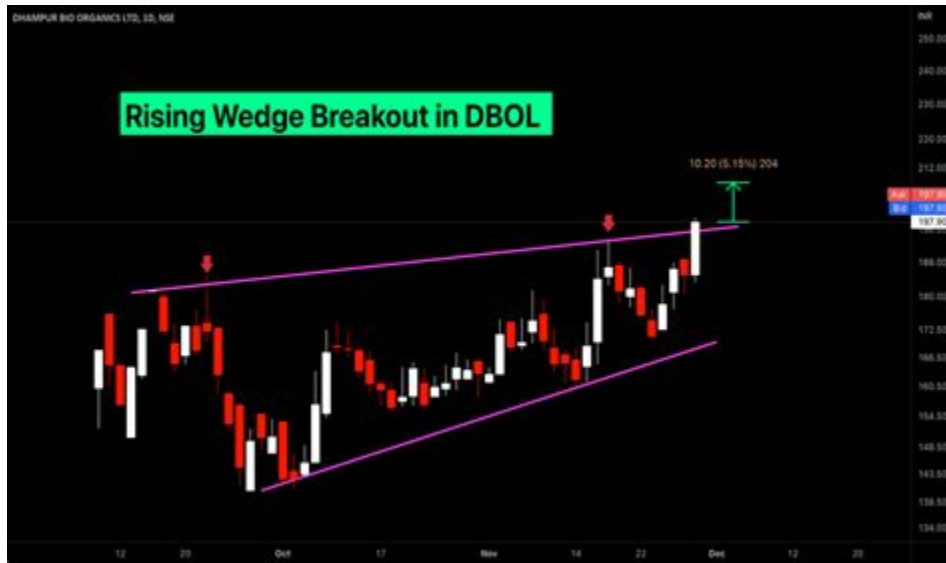 DHAMPUR BIO ORGANICS LTD, 1D, NSE
INR
250.00
240.00
230.00
Rising Wedge Breakout in DBOL
220.00
10.20 (5.15%) 204
212.00
Ask 197.90
Bid 197.50
197.90
188.00
180.00
172.50
166.50
160.50
154.50
148.50
143.50
138.50
134.00
12 20 Oct 17 Nov 14 22 Dec 12 20